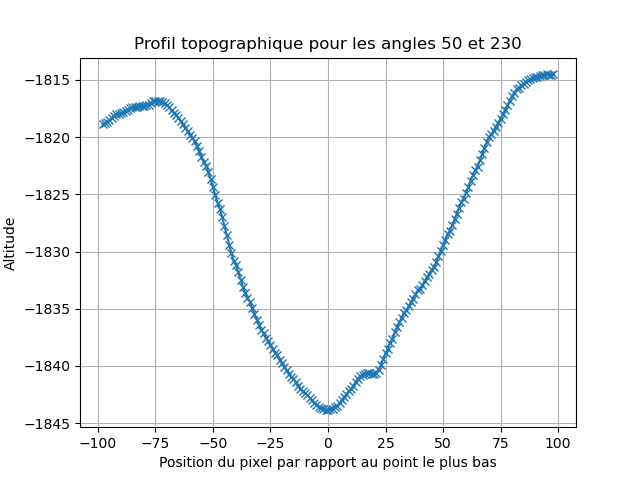 Profil topographique pour les angles 50 et 230
Altitude
−1815
−1820
−1825
−1830
−1835
−1840
−1845
−100 −75 −50 −25 0 25 50 75 100
Position du pixel par rapport au point le plus bas